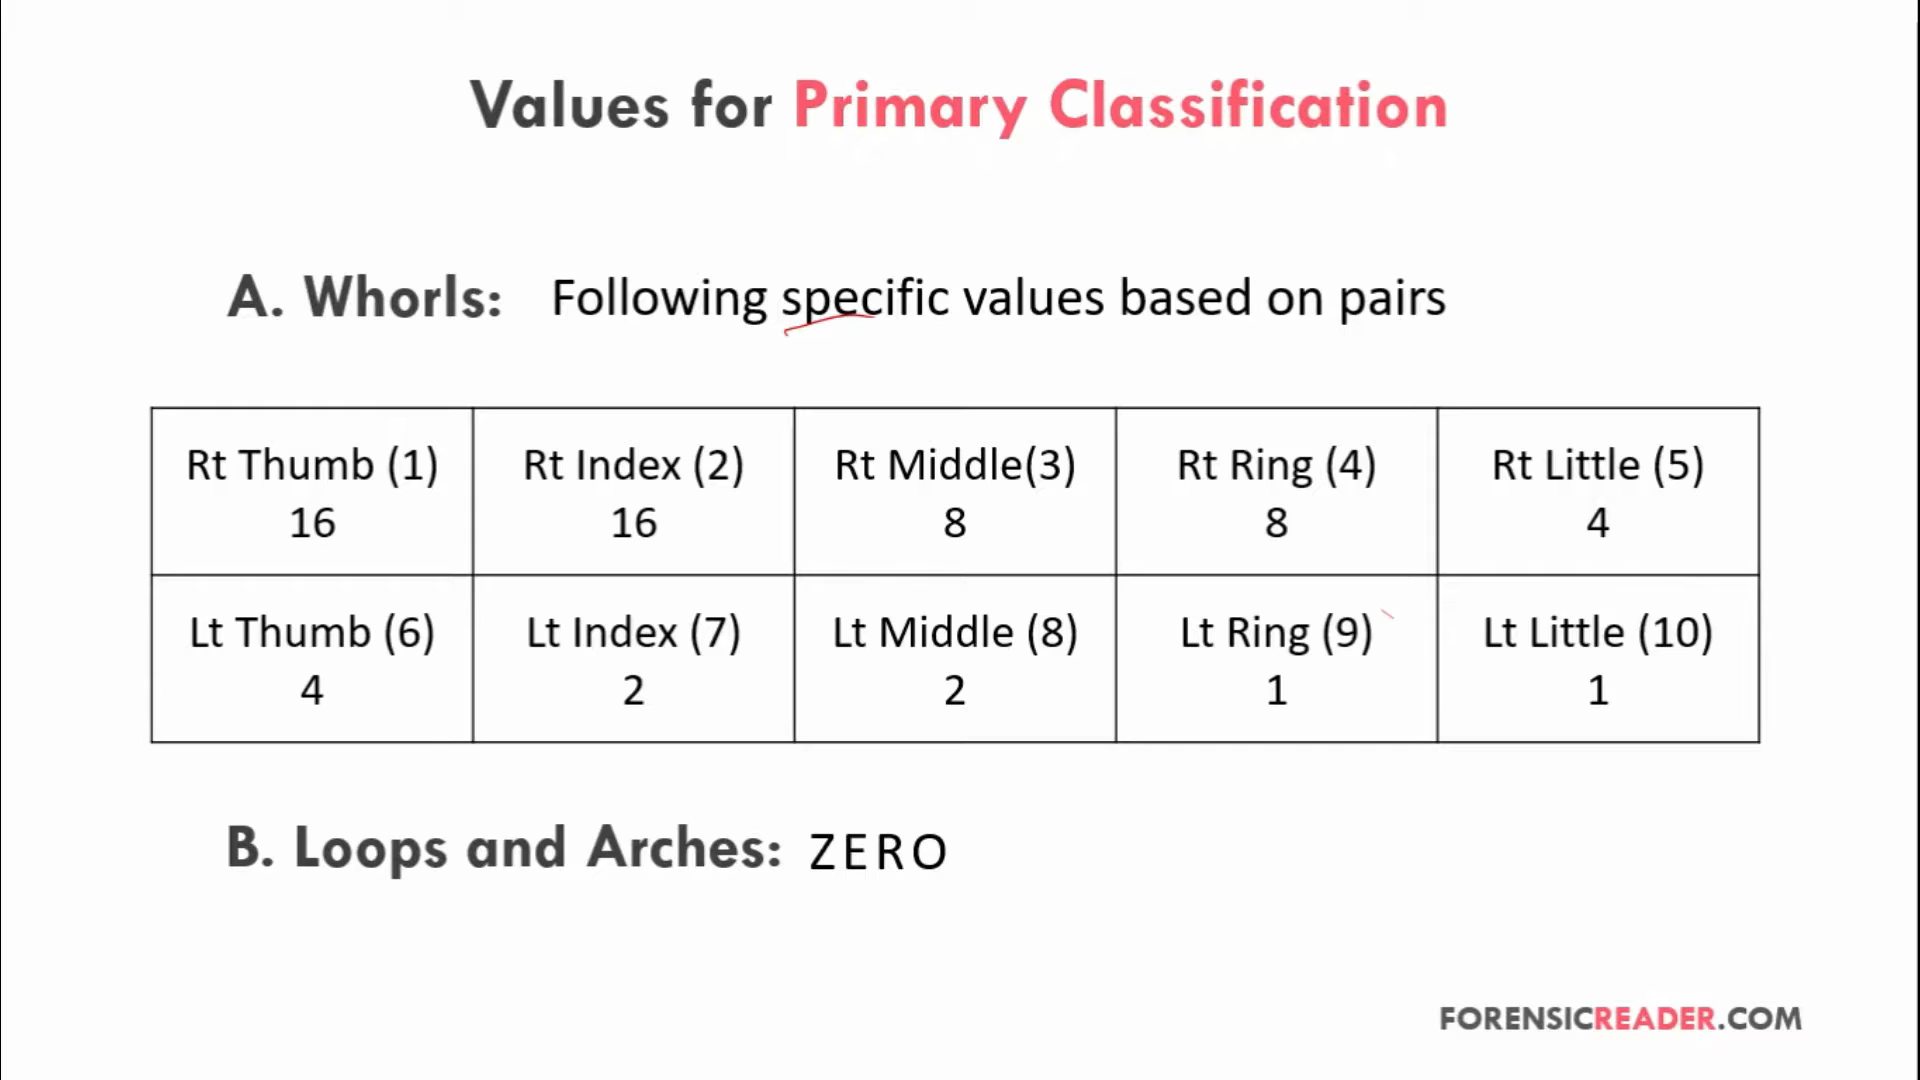 Values for Primary Classification
A. Whorls: Following specific values based on pairs
Rt Thumb (1) Rt Index (2) Rt Middle(3) Rt Ring (4) Rt Little (5)
16 16 8 8 4
Lt Thumb (6) Lt Index (7) Lt Middle (8) Lt Ring (9) Lt Little (10)
4 2 2 1 1
B. Loops and Arches: ZERO
FORENSICREADER.COM